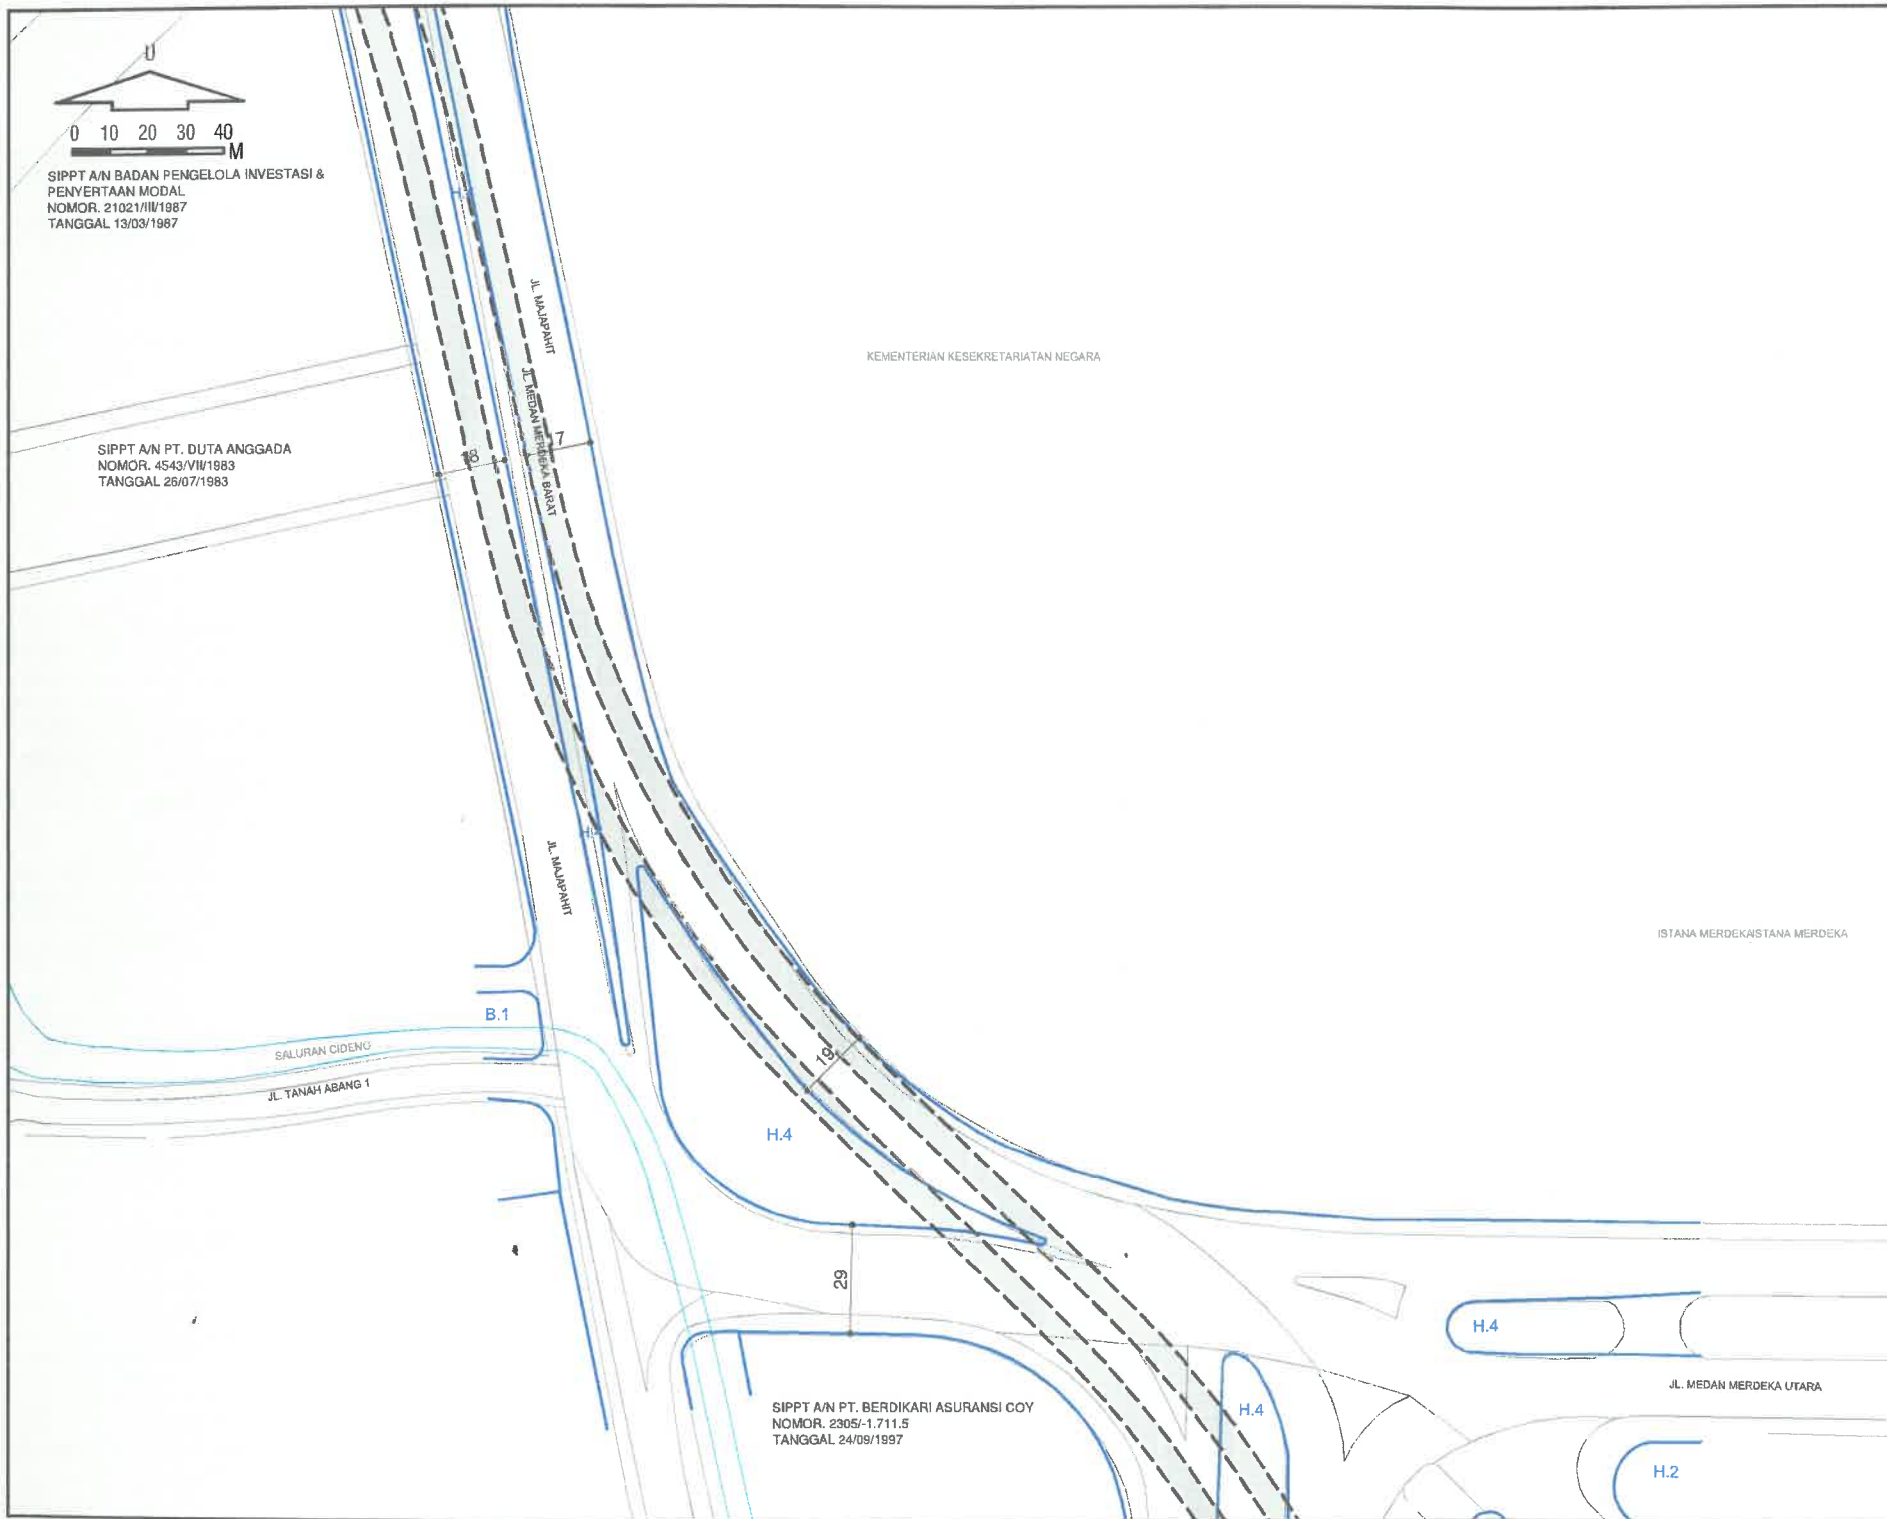 U
0 10 20 30 40
M
SIPPT A/N BADAN PENGELOLA INVESTASI &
PENYERTAAN MODAL
NOMOR. 21021/III/1987
TANGGAL 13/03/1987
JL. MAJAPAHIT
JL. MEDAN MERDEKA BARAT
7
18
KEMENTERIAN KESEKRETARIATAN NEGARA
SIPPT A/N PT. DUTA ANGGADA
NOMOR. 4543/VII/1983
TANGGAL 26/07/1983
JL. MAJAPAHIT
ISTANA MERDEKAISTANA MERDEKA
B.1
SALURAN CIDENG
JL. TANAH ABANG 1
19
H.4
29
H.4
JL. MEDAN MERDEKA UTARA
SIPPT A/N PT. BERDIKARI ASURANSI COY
NOMOR. 2305/-1.711.5
TANGGAL 24/09/1997
H.4
H.2